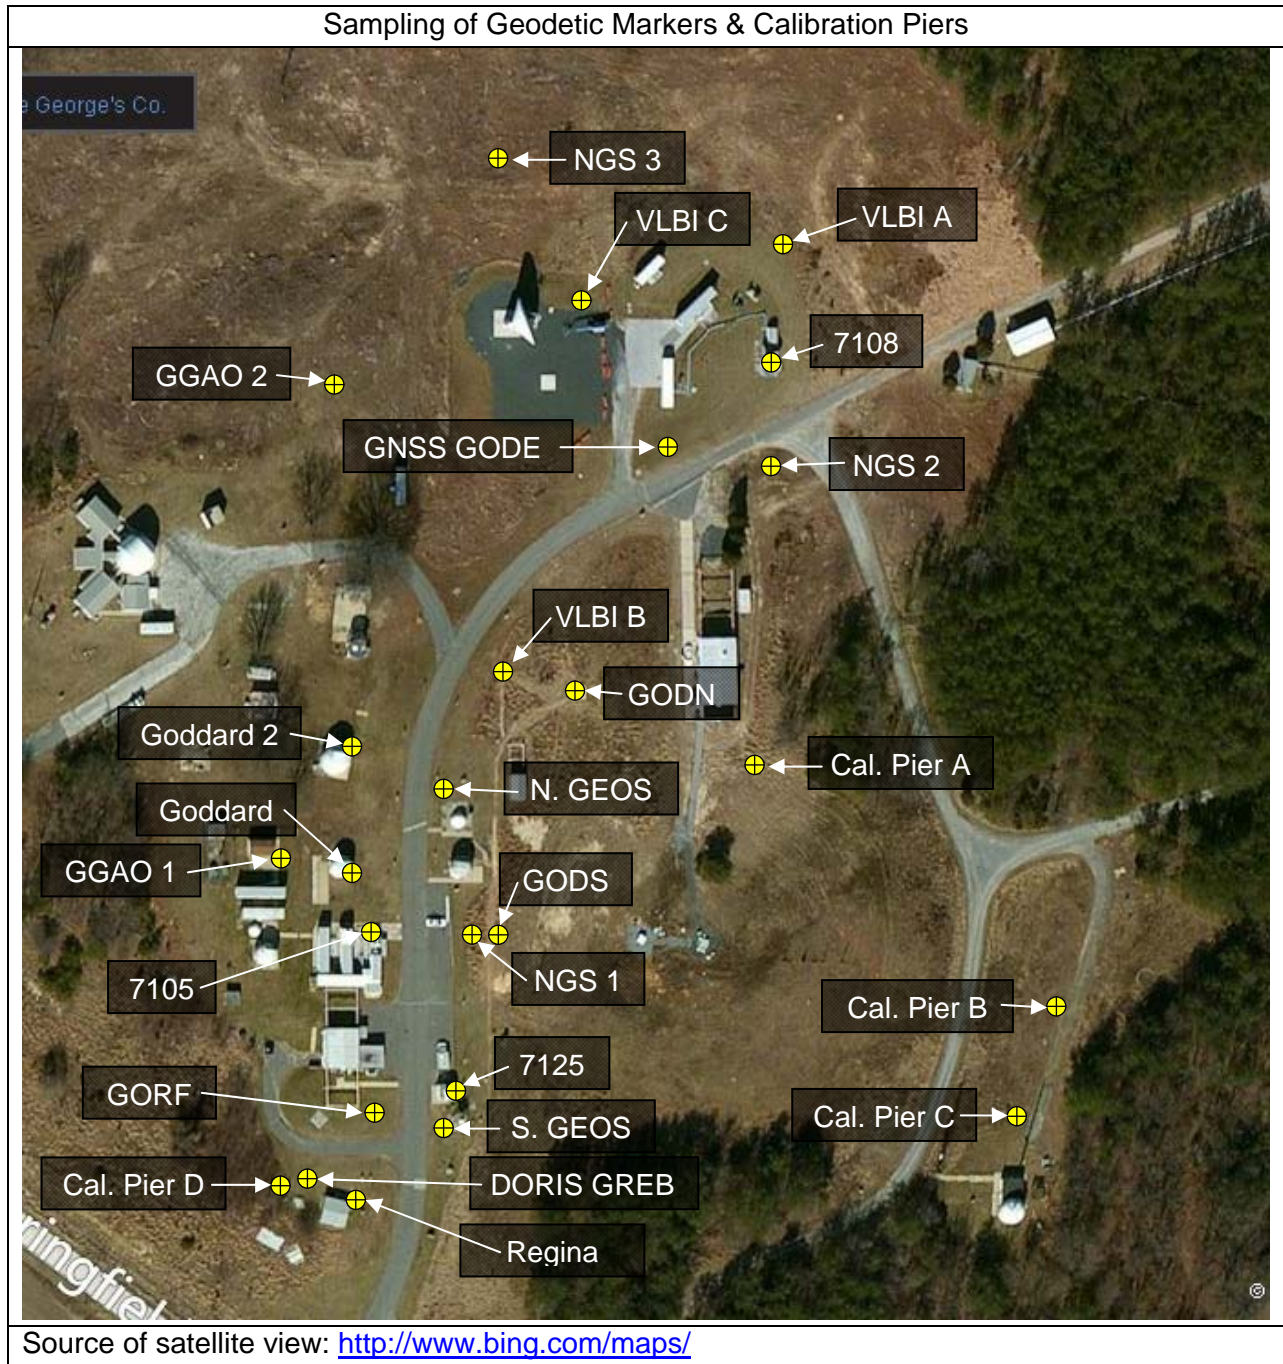 Sampling of Geodetic Markers & Calibration Piers
e George's Co.
NGS 3
VLBI C
VLBI A
7108
GGAO 2
GNSS GODE
NGS 2
VLBI B
GODN
Goddard 2
Cal. Pier A
N. GEOS
Goddard
GGAO 1
GODS
7105
NGS 1
Cal. Pier B
7125
GORF
Cal. Pier C
S. GEOS
Cal. Pier D
DORIS GREB
Regina
ringfiel
©
Source of satellite view: http://www.bing.com/maps/